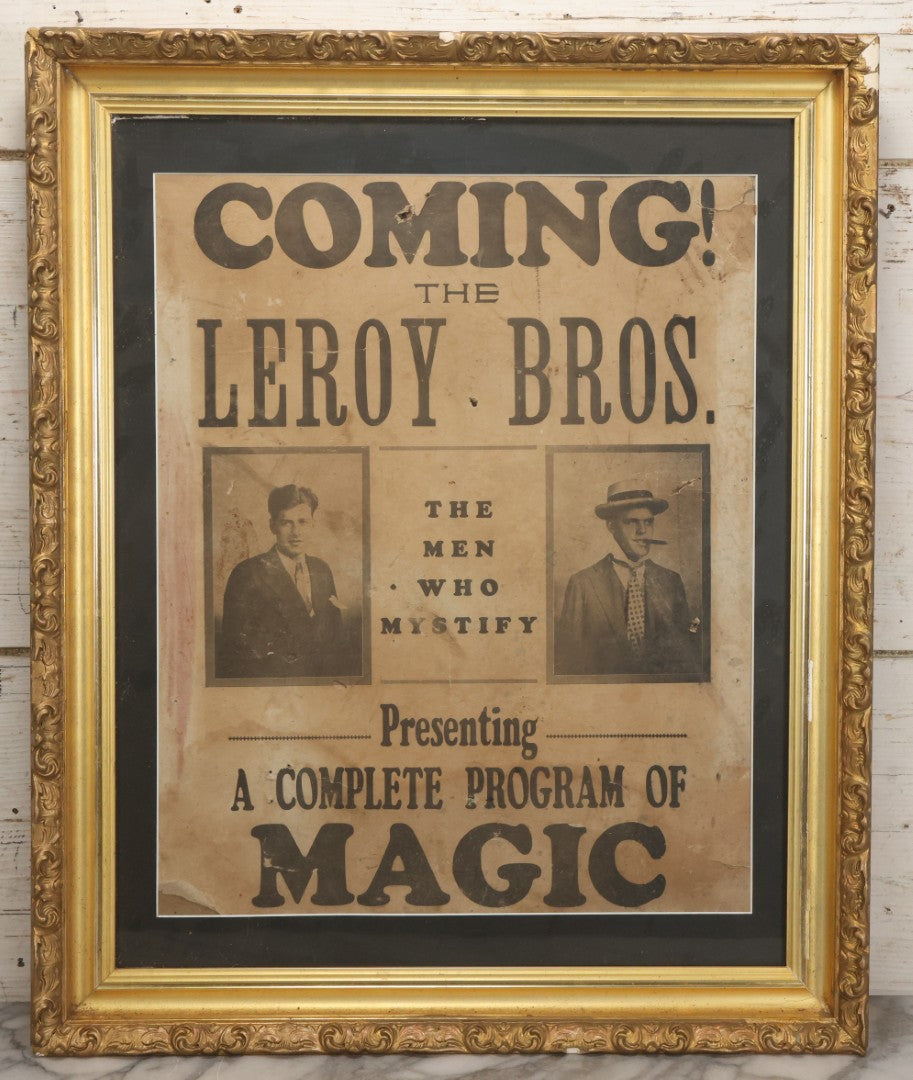 COMING!
THE
LEROY BROS.
THE
MEN
WHO
MYSTIFY
Presenting
A COMPLETE PROGRAM OF
MAGIC